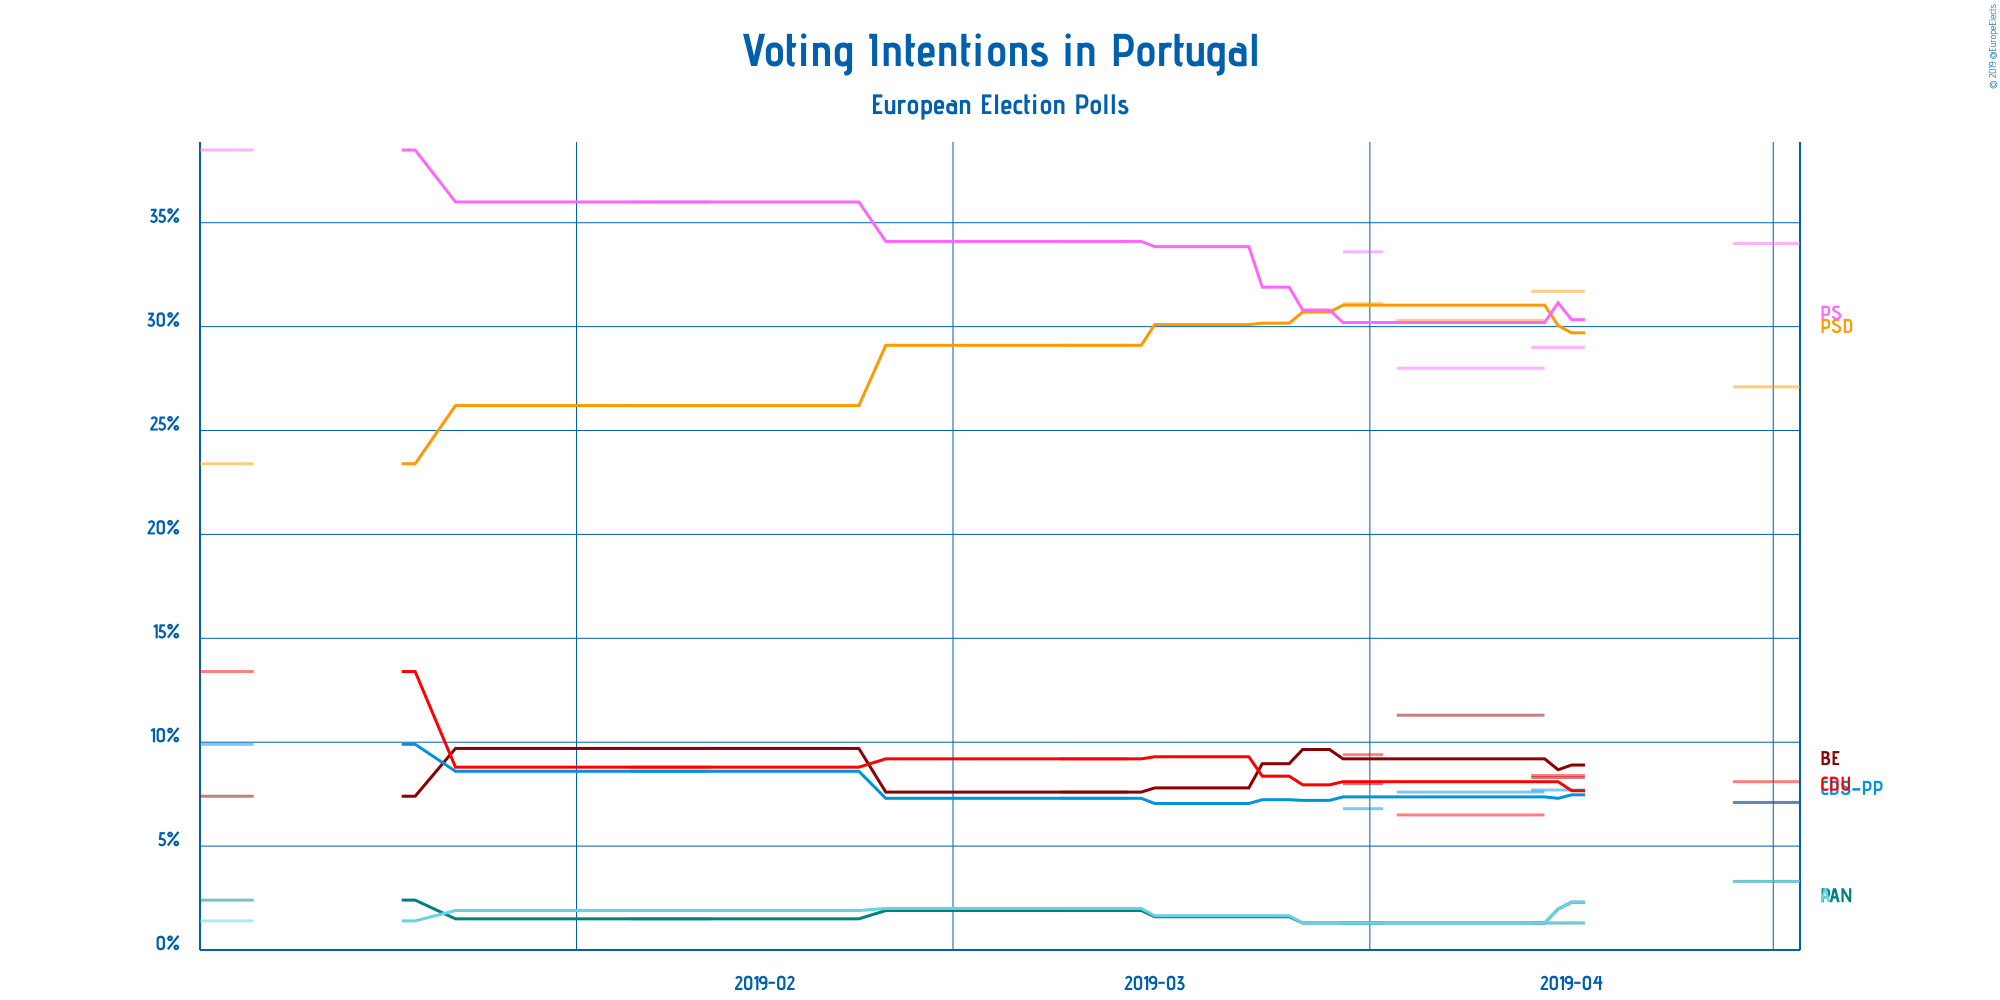 © 2019 @EuropeElects
Voting Intentions in Portugal
European Election Polls
35%
30%
25%
20%
15%
10%
5%
0%
PS
PSD
BE
CDU
CDS-PP
PAN
A
2019-02
2019-03
2019-04